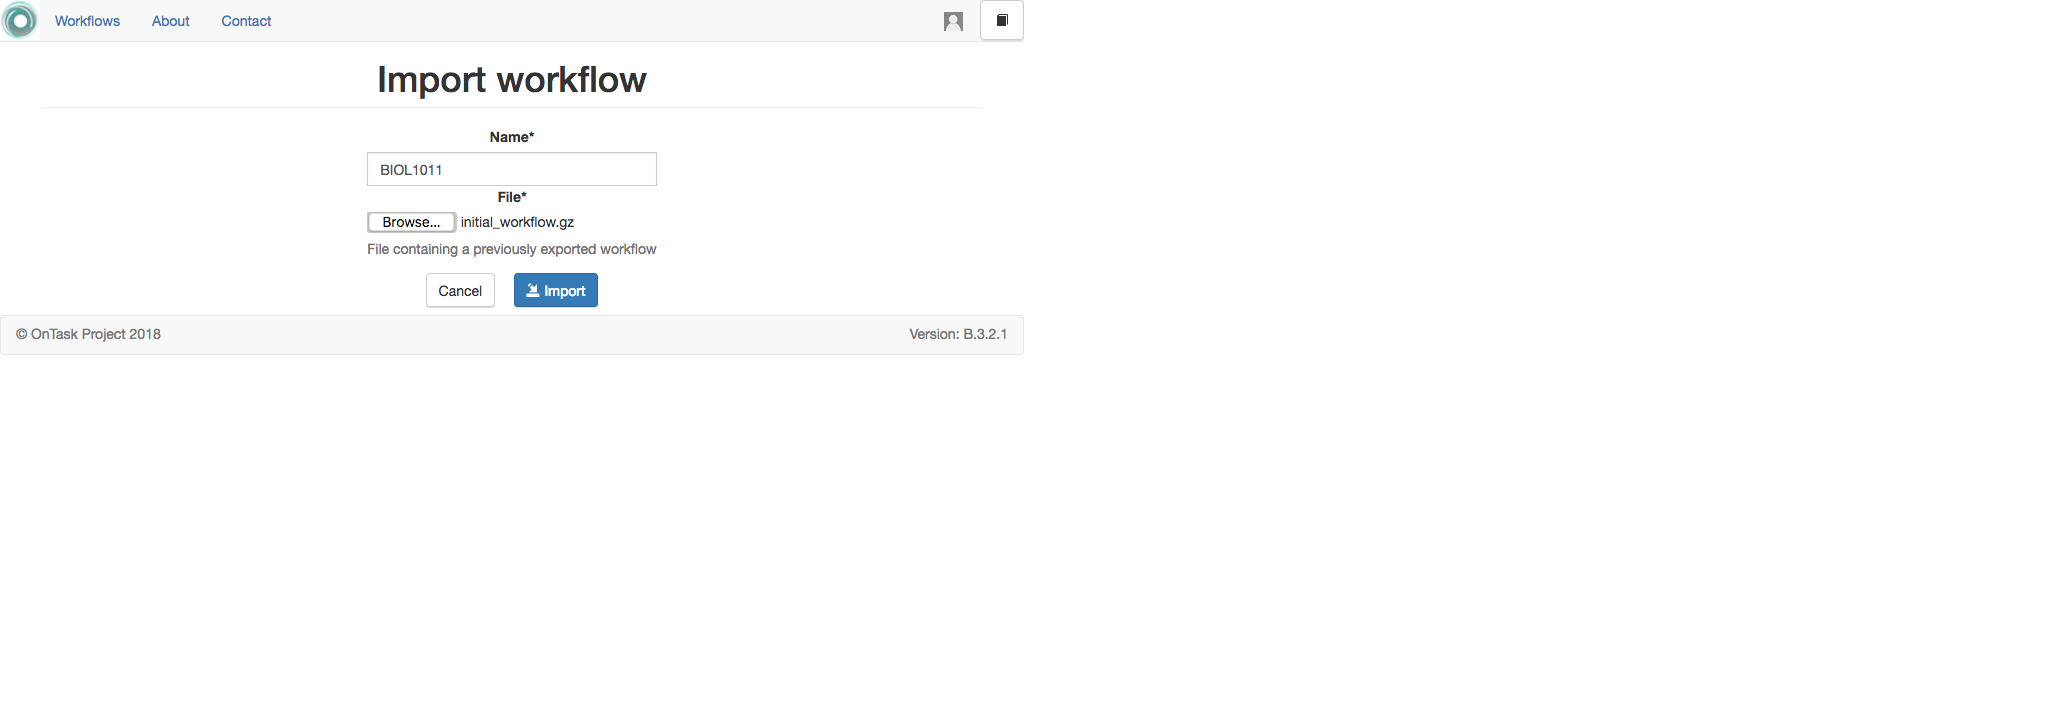 Workflows About Contact
Import workflow
Name*
BIOL1011
File*
Browse... initial_workflow.gz
File containing a previously exported workflow
Cancel Import
© OnTask Project 2018 Version: B.3.2.1